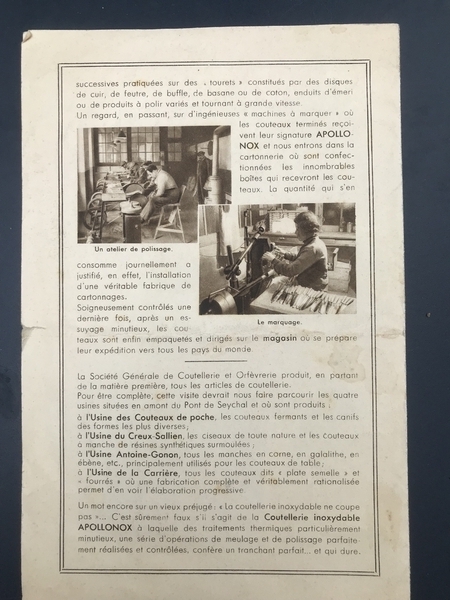 successives pratiquées sur des « tourets » constitués par des disques
de cuir, de feutre, de buffle, de basane ou de coton, enduits d'émeri
ou de produits à polir variés et tournant à grande vitesse.
Un regard, en passant, sur d'ingénieuses « machines à marquer » où
les couteaux terminés reçoi-
vent leur signature APOLLO-
NOX et nous entrons dans la
cartonnerie où sont confec-
tionnées les innombrables
boîtes qui recevront les cou-
teaux. La quantité qui s'en
Un atelier de polissage.
consomme journellement a
justifié, en effet, l'installation
d'une véritable fabrique de
cartonnages.
Soigneusement contrôlés une
dernière fois, après un es-
suyage minutieux, les cou-
Le marquage.
teaux sont enfin empaquetés et dirigés sur le magasin où se prépare
leur expédition vers tous les pays du monde.
La Société Générale de Coutellerie et Orfèvrerie produit, en partant
de la matière première, tous les articles de coutellerie.
Pour être complète, cette visite devrait nous faire parcourir les quatre
usines situées en amont du Pont de Seychal et où sont produits :
à l'Usine des Couteaux de poche, les couteaux fermants et les canifs
des formes les plus diverses ;
à l'Usine du Creux-Sallien, les ciseaux de toute nature et les couteaux
à manche de résines synthétiques surmoulées ;
à l'Usine Antoine-Gonon, tous les manches en corne, en galalithe, en
ébène, etc., principalement utilisés pour les couteaux de table ;
à l'Usine de la Carrière, tous les couteaux dits « plate semelle » et
« fourrés » où une fabrication complète et véritablement rationalisée
permet d'en voir l'élaboration progressive.
Un mot encore sur un vieux préjugé : « La coutellerie inoxydable ne coupe
pas »... C'est sûrement faux s'il s'agit de la Coutellerie inoxydable
APOLLONOX à laquelle des traitements thermiques particulièrement
minutieux, une série d'opérations de meulage et de polissage parfaite-
ment réalisées et contrôlées, confère un tranchant parfait... et qui dure.